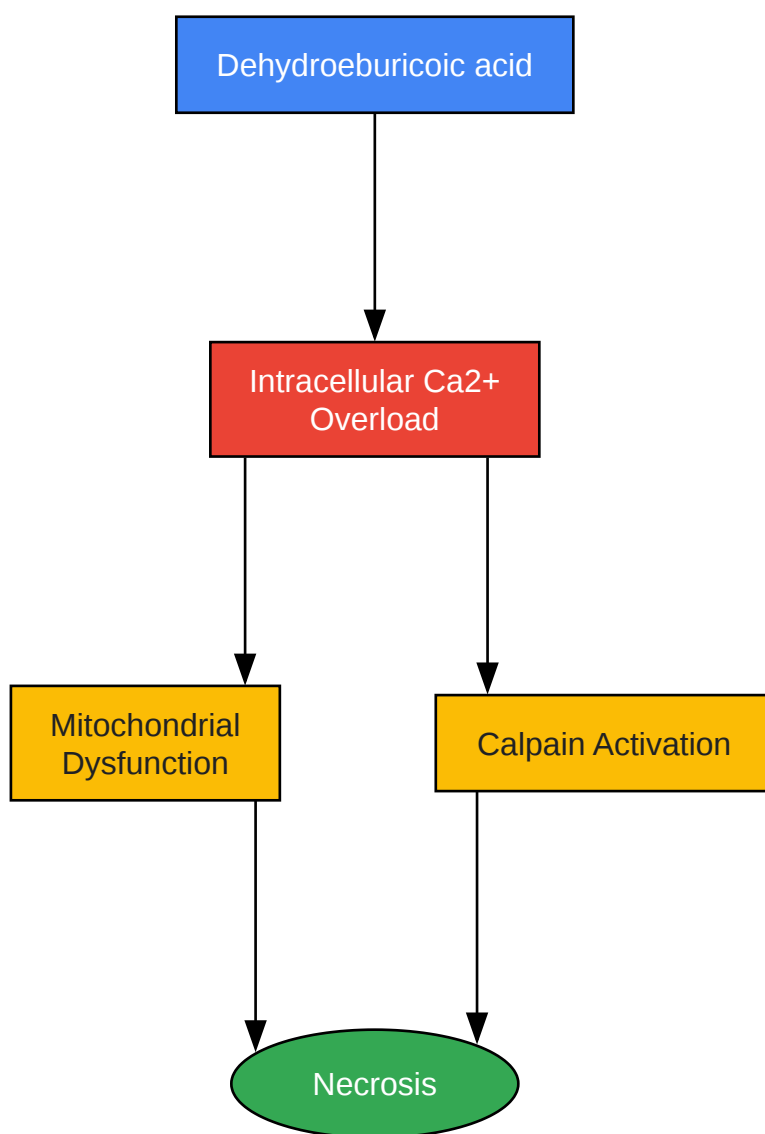 Dehydroeburicoic acid
Intracellular Ca2+
Overload
Mitochondrial
Dysfunction
Calpain Activation
Necrosis